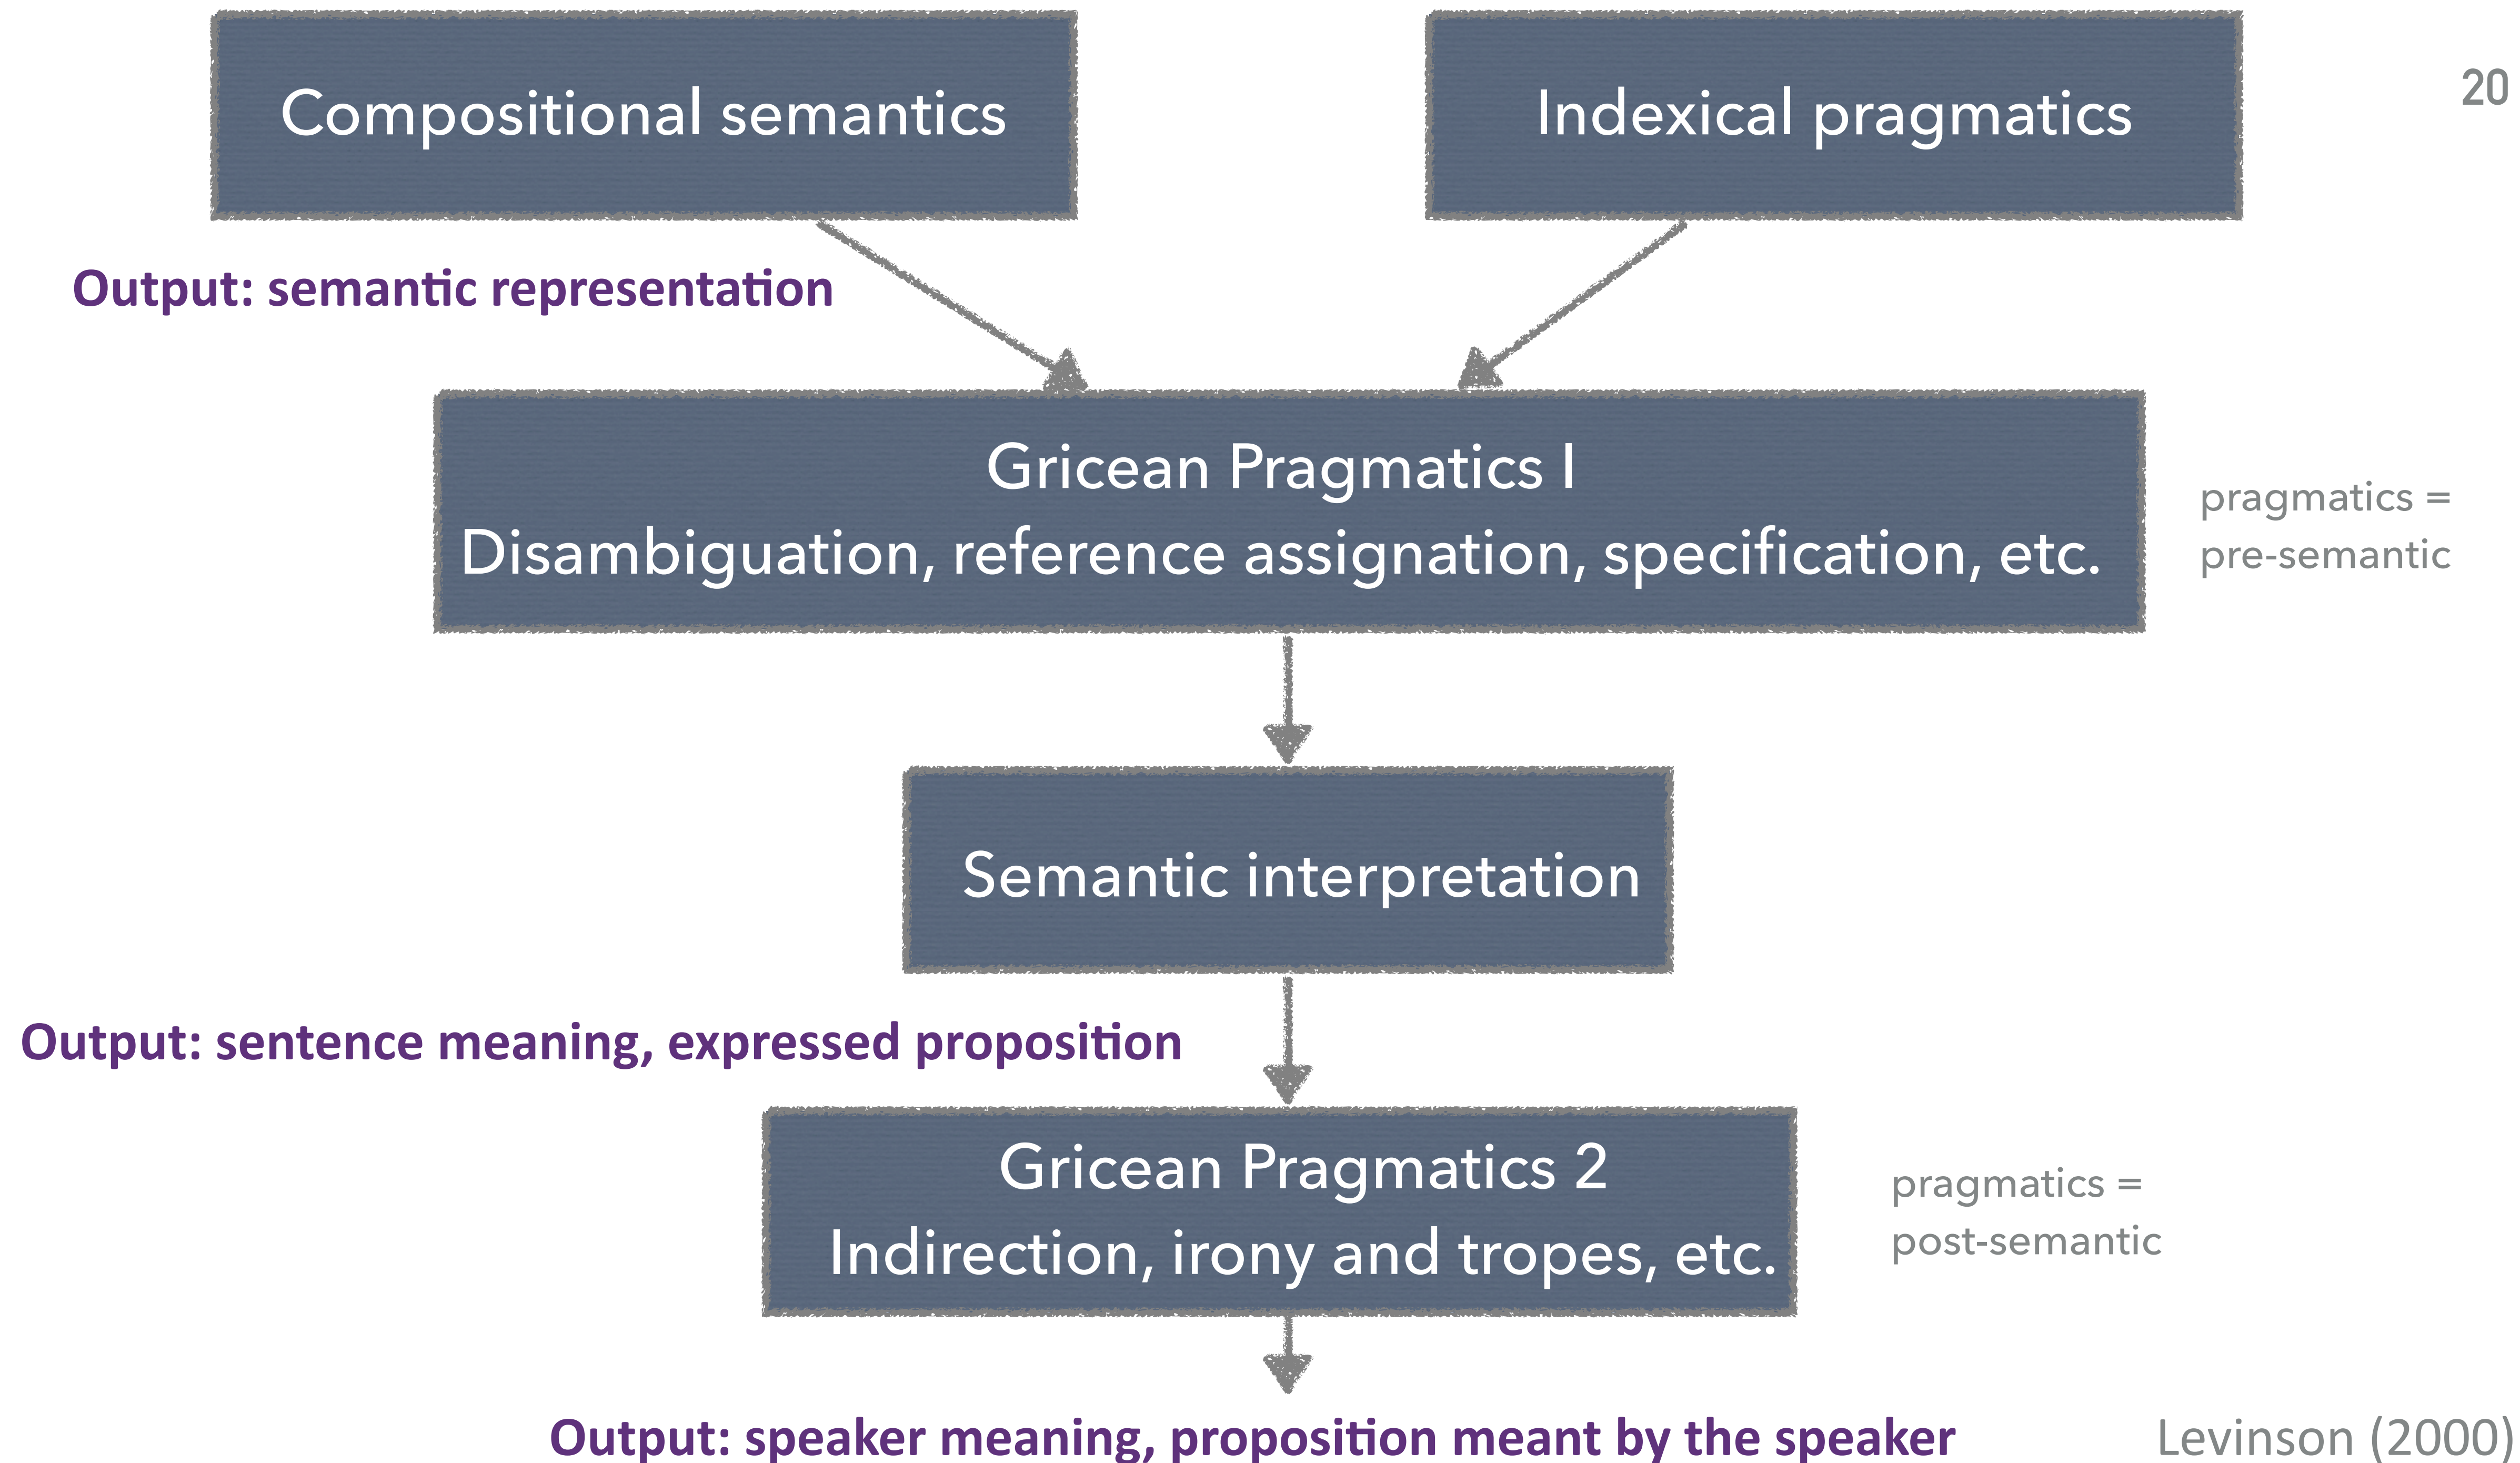 Compositional semantics
Indexical pragmatics
20
Output: semantic representation
Gricean Pragmatics I
Disambiguation, reference assignation, specification, etc.
pragmatics =
pre-semantic
Semantic interpretation
Output: sentence meaning, expressed proposition
Gricean Pragmatics 2
Indirection, irony and tropes, etc.
pragmatics =
post-semantic
Output: speaker meaning, proposition meant by the speaker
Levinson (2000)